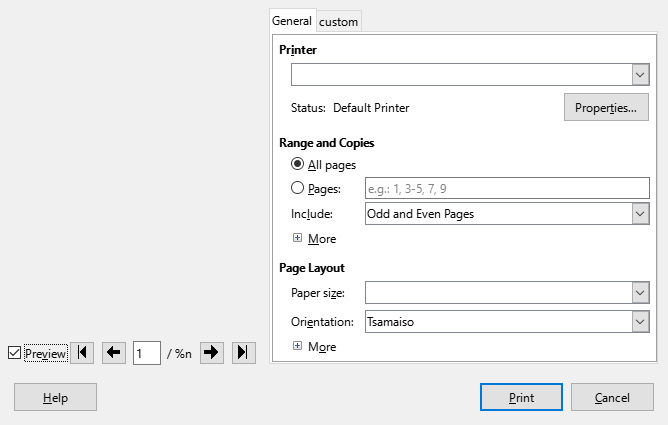 General custom
Printer
Status: Default Printer
Properties...
Range and Copies
All pages
Pages: e.g.: 1, 3-5, 7, 9
Include: Odd and Even Pages
More
Page Layout
Paper size:
Orientation: Tsamaiso
More
Preview 1 / %n
Help Print Cancel